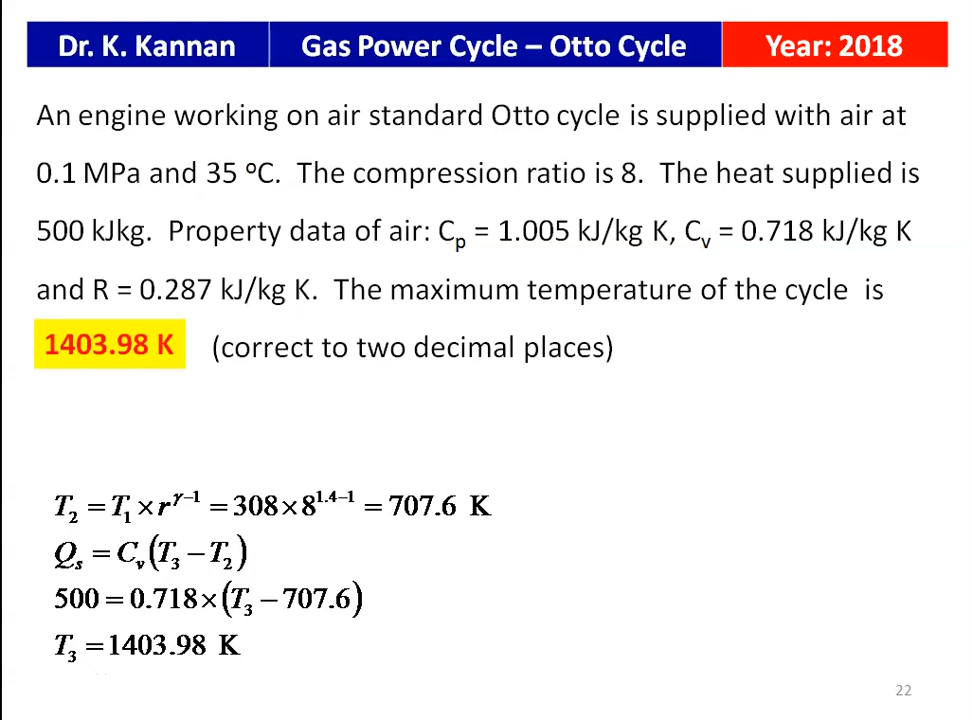 Dr. K. Kannan
Gas Power Cycle – Otto Cycle
Year: 2018
An engine working on air standard Otto cycle is supplied with air at
0.1 MPa and 35 ᵒC. The compression ratio is 8. The heat supplied is
500 kJkg. Property data of air: Cₚ = 1.005 kJ/kg K, Cᵥ = 0.718 kJ/kg K
and R = 0.287 kJ/kg K. The maximum temperature of the cycle is
1403.98 K (correct to two decimal places)
T₂ = T₁ × r^(γ−1) = 308 × 8^(1.4−1) = 707.6 K
Qₛ = Cᵥ(T₃ − T₂)
500 = 0.718 × (T₃ − 707.6)
T₃ = 1403.98 K
22